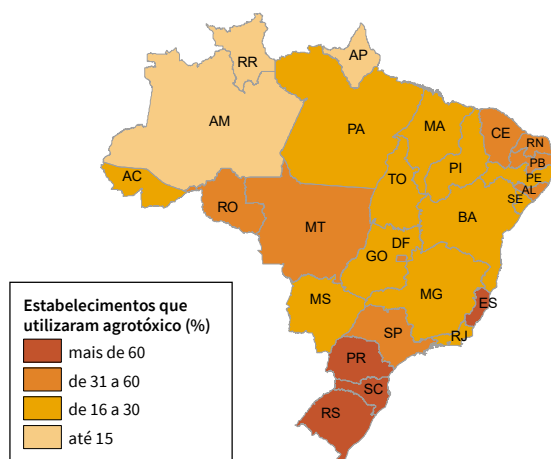 RR
AP
AM
PA
MA
CE
RN
PB
PE
AL
SE
PI
AC
TO
RO
BA
MT
DF
GO
MG
ES
MS
SP
RJ
PR
SC
RS
Estabelecimentos que
utilizaram agrotóxico (%)
mais de 60
de 31 a 60
de 16 a 30
até 15